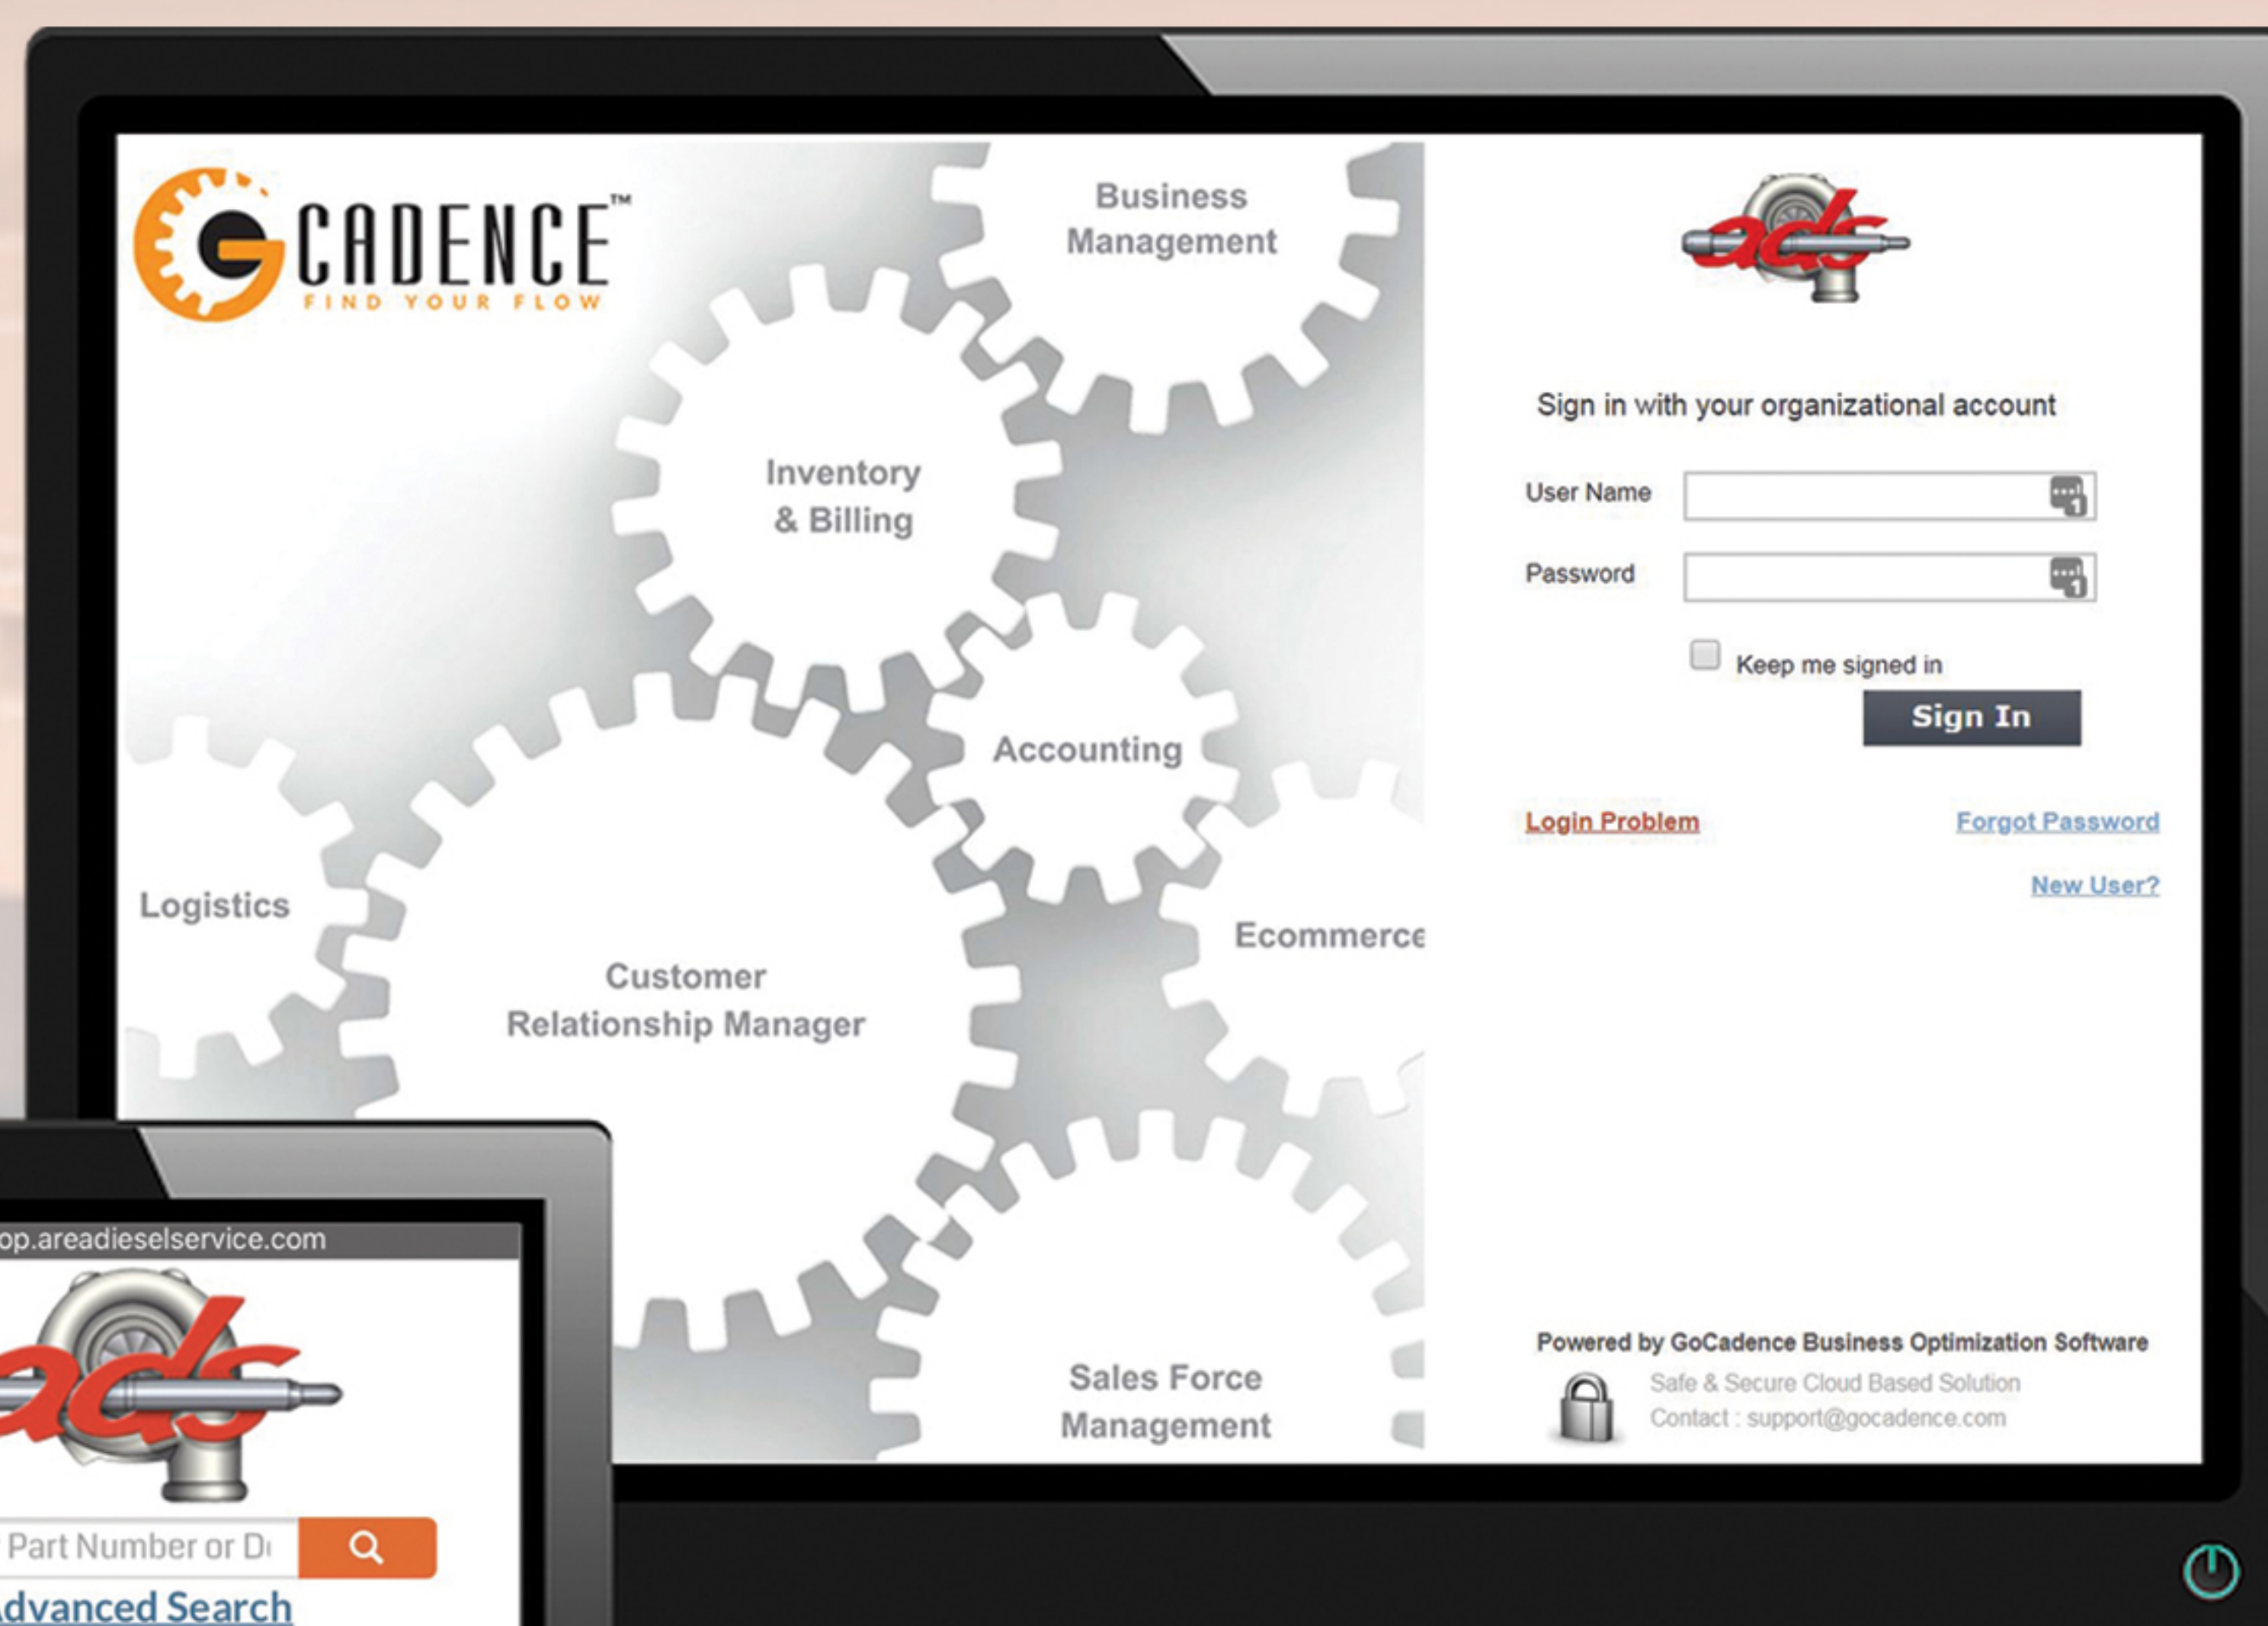 GCADENCE™
FIND YOUR FLOW
Business
Management
Inventory
& Billing
Accounting
Logistics
Ecommerce
Customer
Relationship Manager
Sales Force
Management
ads
Sign in with your organizational account
User Name
Password
Keep me signed in
Sign In
Login Problem
Forgot Password
New User?
Powered by GoCadence Business Optimization Software
Safe & Secure Cloud Based Solution
Contact : support@gocadence.com
op.areadieselservice.com
ads
Part Number or D
Advanced Search